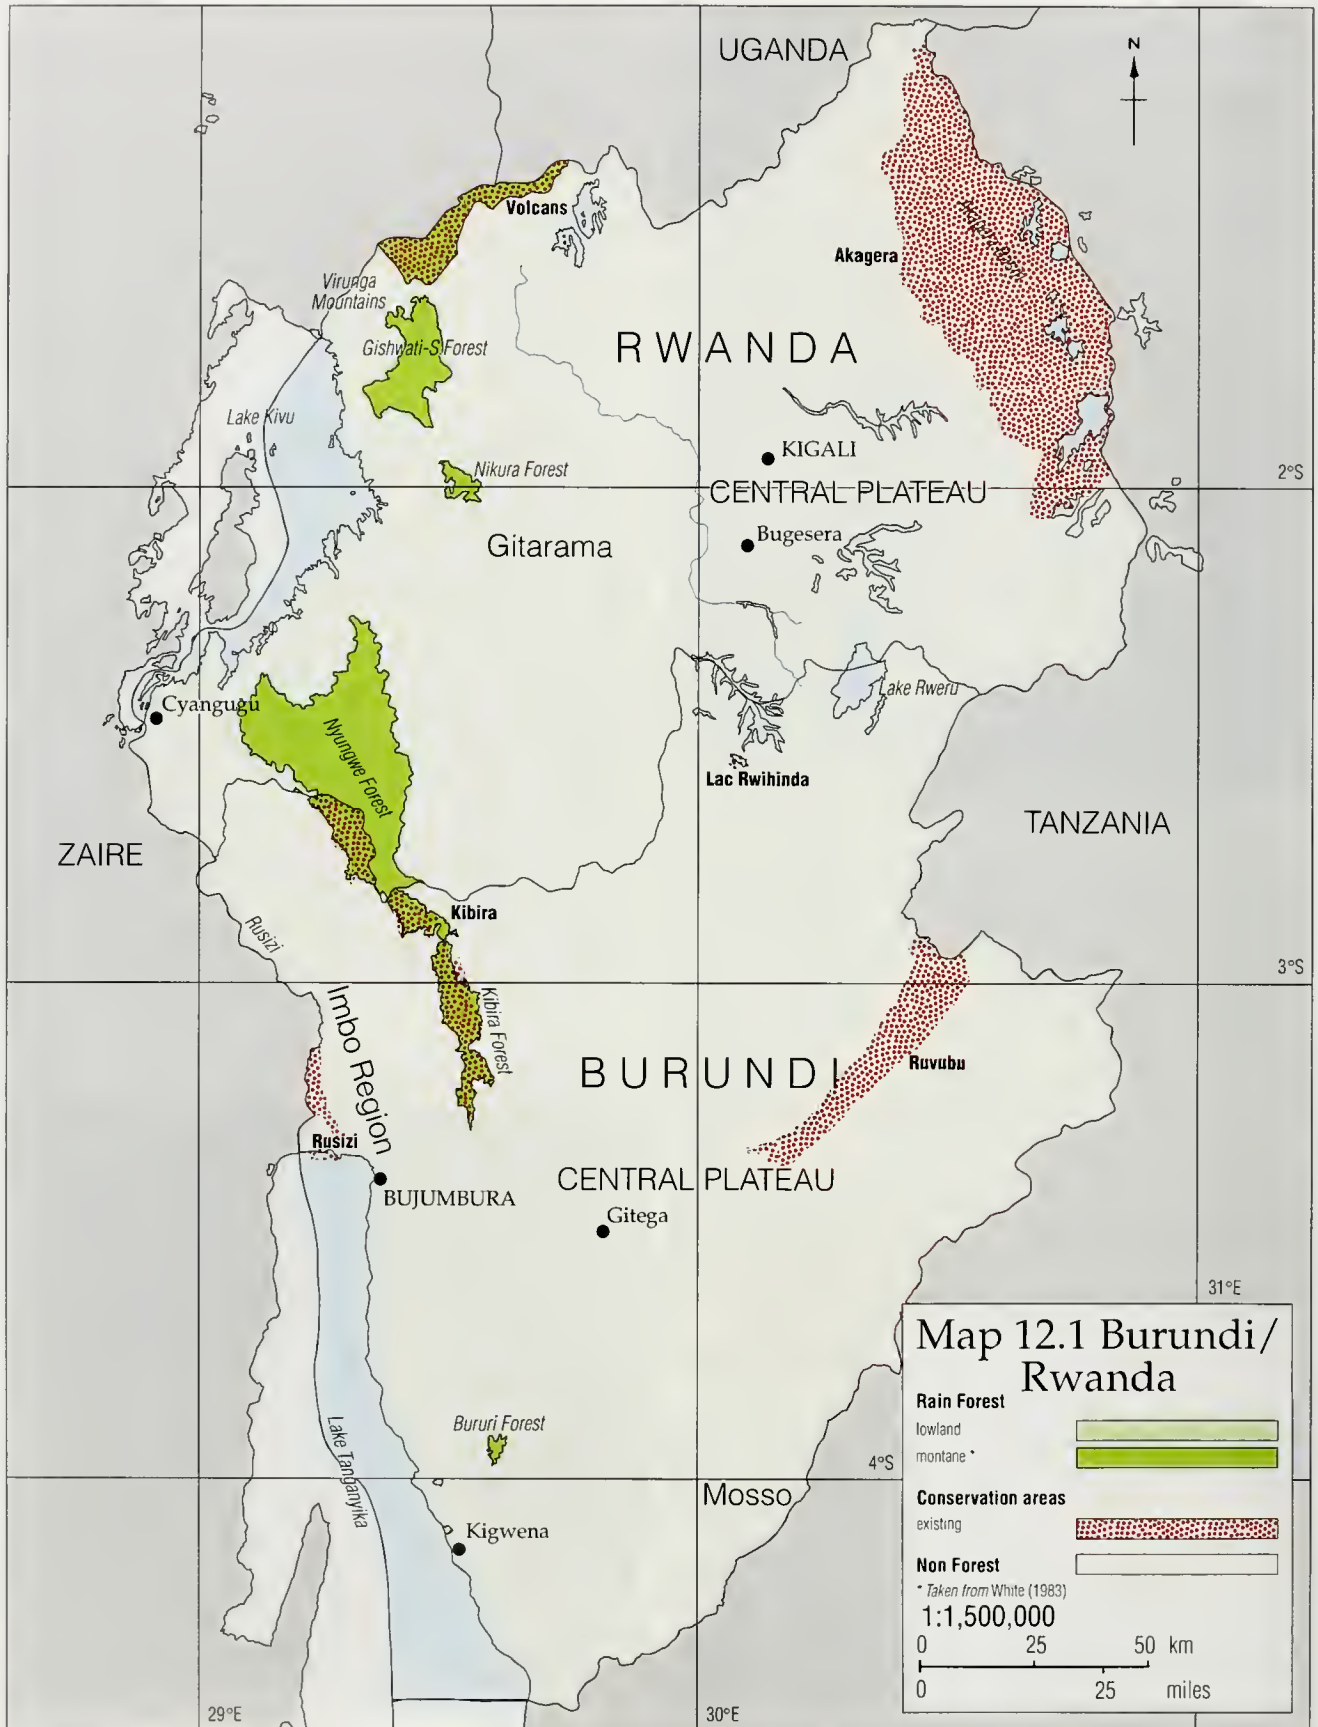 UGANDA
N
Volcans
Akagera
Virunga
Mountains
RWANDA
Gishwati-S Forest
Lake Kivu
KIGALI
Nikura Forest
2°S
CENTRAL PLATEAU
Bugesera
Gitarama
Lake Rweru
Cyangugu
Nyungwe Forest
Lac Rwihinda
TANZANIA
ZAIRE
Kibira
Rusizi
3°S
Imbo Region
Kibira Forest
BURUNDI
Ruvubu
Rusizi
CENTRAL PLATEAU
BUJUMBURA
Gitega
31°E
Map 12.1 Burundi/
Rwanda
Rain Forest
lowland
montane *
Conservation areas
existing
Non Forest
* Taken from White (1983)
1:1,500,000
0 25 50 km
0 25 miles
Bururi Forest
Lake Tanganyika
4°S
Mosso
Kigwena
29°E
30°E